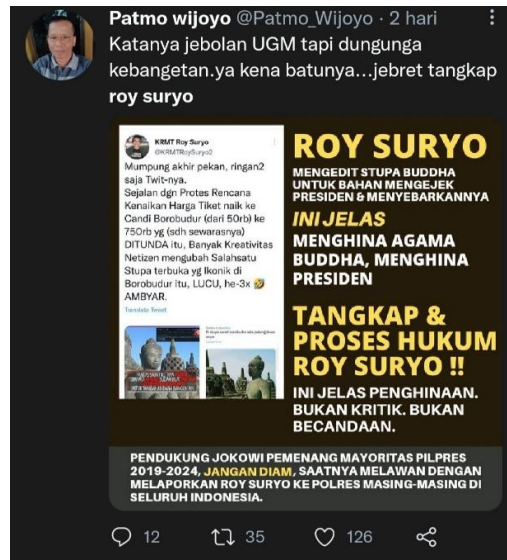 Patmo wijoyo @Patmo_Wijoyo · 2 hari
Katanya jebolan UGM tapi dungunga
kebangetan.ya kena batunya...jebret tangkap
roy suryo
KRMT Roy Suryo
@KRMTRoySuryo2
Mumpung akhir pekan, ringan2
saja Twit-nya.
Sejalan dgn Protes Rencana
Kenaikan Harga Tiket naik ke
Candi Borobudur (dari 50rb) ke
750rb yg (sdh sewarasnya)
DITUNDA itu, Banyak Kreativitas
Netizen mengubah Salahsatu
Stupa terbuka yg Ikonik di
Borobudur itu, LUCU, he-3x 🤣
AMBYAR.
Translate Tweet
ROY SURYO
MENGEDIT STUPA BUDDHA
UNTUK BAHAN MENGEJEK
PRESIDEN & MENYEBARKANNYA
INI JELAS
MENGHINA AGAMA
BUDDHA, MENGHINA
PRESIDEN
TANGKAP &
PROSES HUKUM
ROY SURYO !!
INI JELAS PENGHINAAN.
BUKAN KRITIK. BUKAN
BECANDAAN.
PENDUKUNG JOKOWI PEMENANG MAYORITAS PILPRES
2019-2024, JANGAN DIAM, SAATNYA MELAWAN DENGAN
MELAPORKAN ROY SURYO KE POLRES MASING-MASING DI
SELURUH INDONESIA.
12 35 126